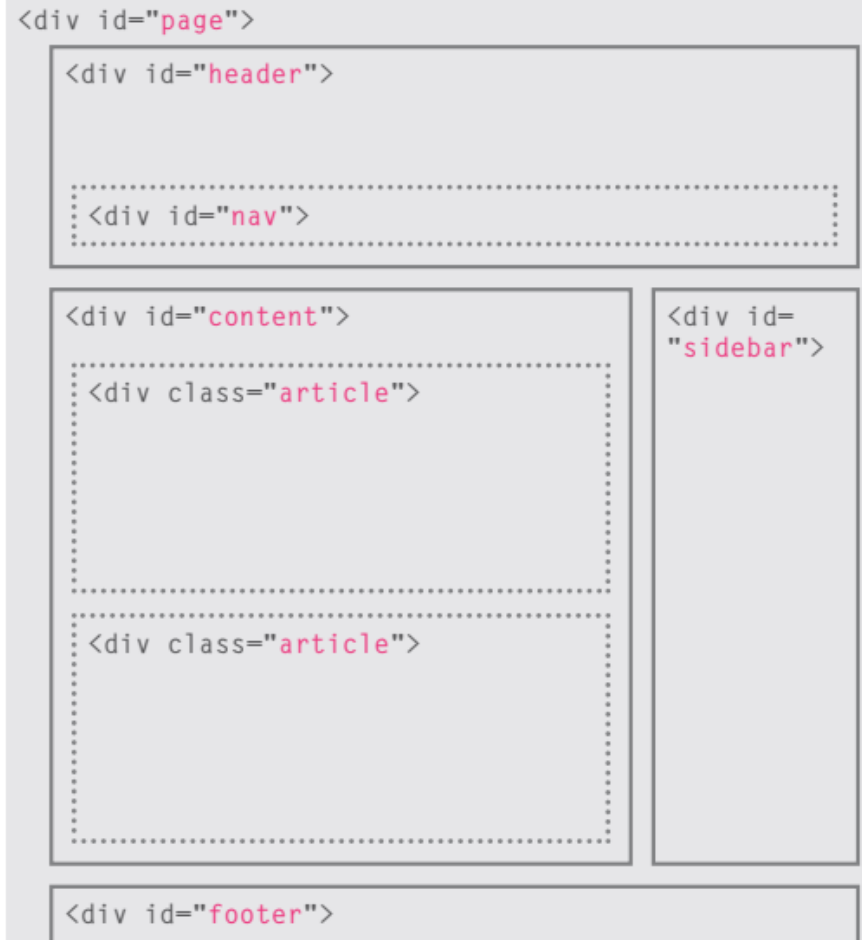 <div id="page">
<div id="header">
<div id="nav">
<div id="content">
<div class="article">
<div class="article">
<div id=
"sidebar">
<div id="footer">